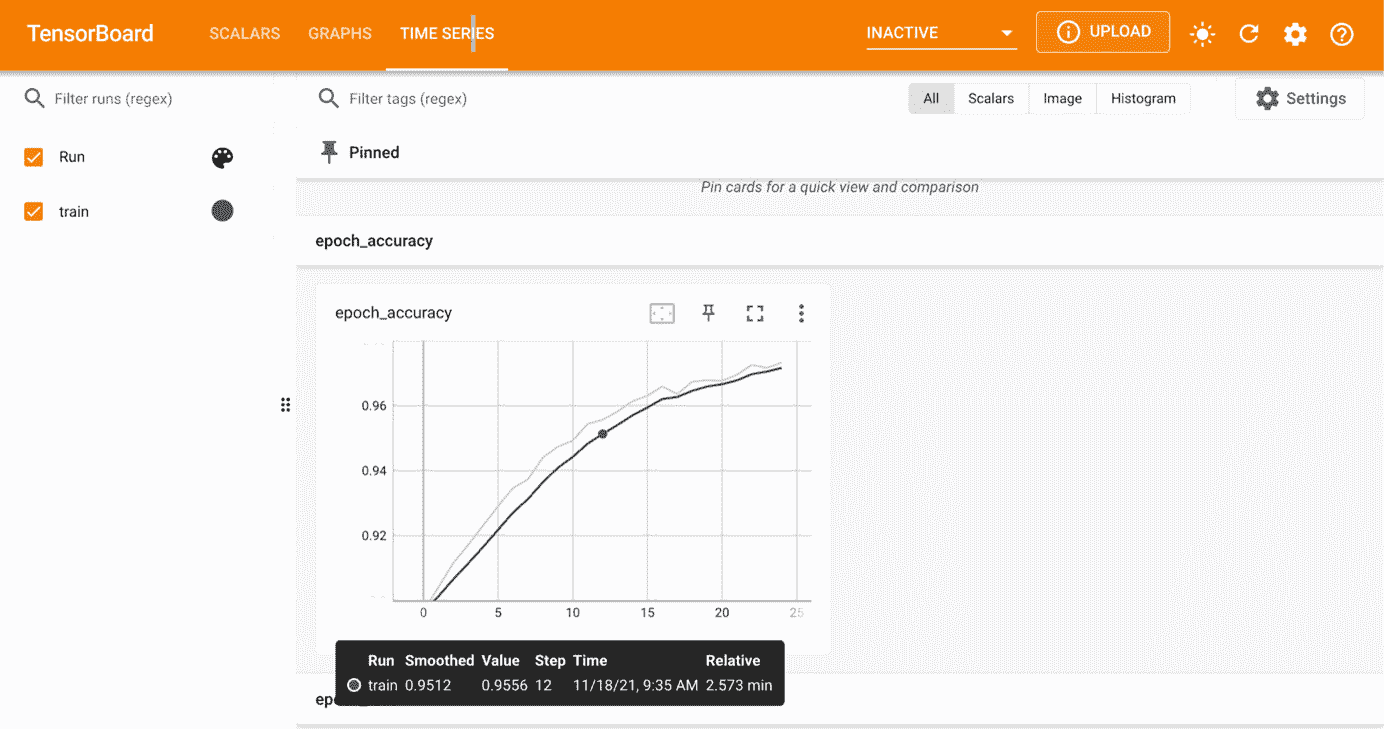 TensorBoard SCALARS GRAPHS TIME SERIES INACTIVE UPLOAD
Filter runs (regex) Filter tags (regex) All Scalars Image Histogram Settings
Run
train
Pinned
Pin cards for a quick view and comparison
epoch_accuracy
epoch_accuracy
0.96
0.94
0.92
0 5 10 15 20 25
Run Smoothed Value Step Time Relative
train 0.9512 0.9556 12 11/18/21, 9:35 AM 2.573 min